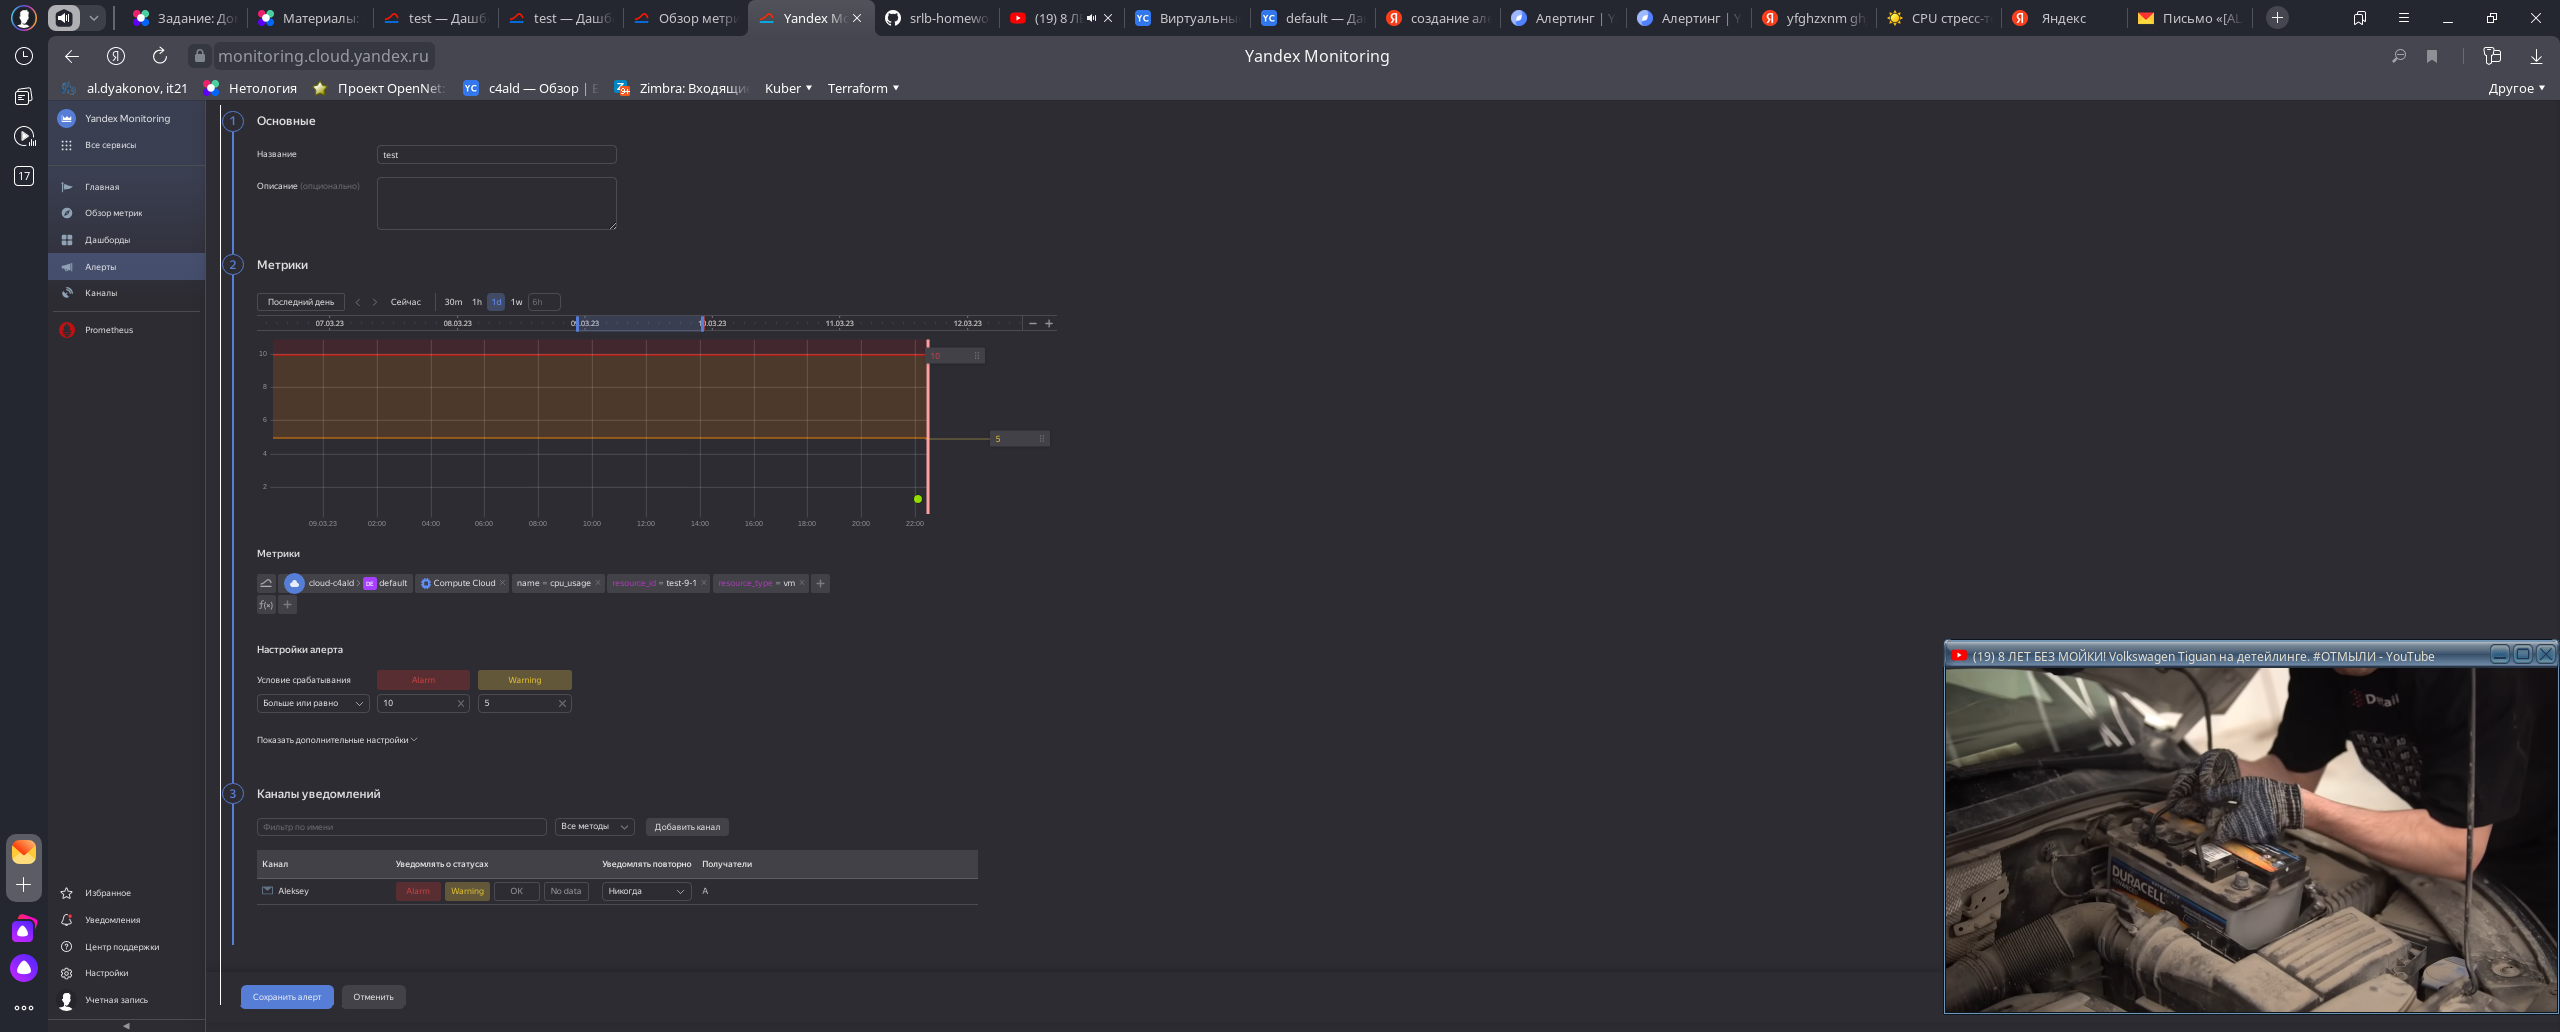 Задание: До
Материалы:
test — Дашб
test — Дашб
Обзор метри
Yandex Mo
srlb-homewo
(19) 8 ЛЕ
Виртуальны
default — Да
создание але
Алертинг | Y
Алертинг | Y
yfghzxnm gh
CPU стресс-т
Яндекс
Письмо «[AL
monitoring.cloud.yandex.ru
Yandex Monitoring
al.dyakonov, it21
Нетология
Проект OpenNet:
c4ald — Обзор |
Zimbra: Входящи
Kuber
Terraform
Другое
17
Yandex Monitoring
Все сервисы
Главная
Обзор метрик
Дашборды
Алерты
Каналы
Prometheus
Избранное
Уведомления
Центр поддержки
Настройки
Учетная запись
1 Основные
Название test
Описание (опционально)
2 Метрики
Последний день Сейчас 30m 1h 1d 1w 6h
07.03.23 08.03.23 09.03.23 10.03.23 11.03.23 12.03.23
10 10
8
6
5
4
2
09.03.23 02:00 04:00 06:00 08:00 10:00 12:00 14:00 16:00 18:00 20:00 22:00
Метрики
cloud-c4ald DE default Compute Cloud × name = cpu_usage × resource_id = test-9-1 × resource_type = vm × +
f(x) +
Настройки алерта
Условие срабатывания Alarm Warning
Больше или равно 10 5
Показать дополнительные настройки
3 Каналы уведомлений
Фильтр по имени Все методы Добавить канал
Канал Уведомлять о статусах Уведомлять повторно Получатели
Aleksey Alarm Warning OK No data Никогда A
Сохранить алерт Отменить
(19) 8 ЛЕТ БЕЗ МОЙКИ! Volkswagen Tiguan на детейлинге. #ОТМЫЛИ - YouTube
Detail
DURACELL